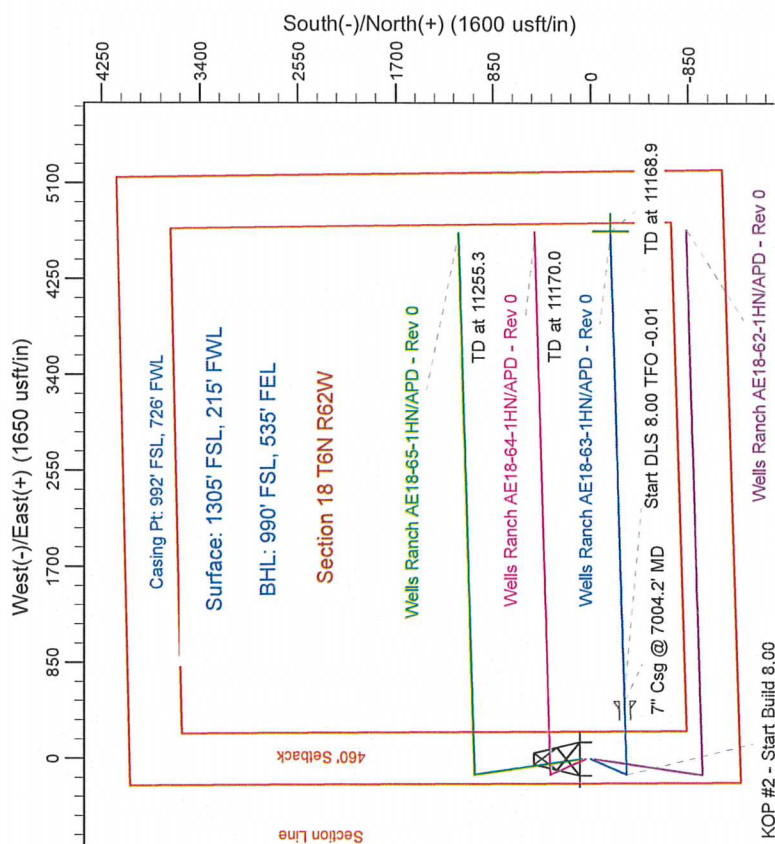 South(-)/North(+) (1600 usft/in)
4250
3400
2550
1700
850
0
-850
West(-)/East(+) (1650 usft/in)
5100
4250
3400
2550
1700
850
0
Casing Pt: 992' FSL, 726' FWL
Surface: 1305' FSL, 215' FWL
BHL: 990' FSL, 535' FEL
Section 18 T6N R62W
Wells Ranch AE18-65-1HN/APD - Rev 0
TD at 11255.3
Wells Ranch AE18-64-1HN/APD - Rev 0
TD at 11170.0
Wells Ranch AE18-63-1HN/APD - Rev 0
TD at 11168.9
Start DLS 8.00 TFO -0.01
7" Csg @ 7004.2' MD
Wells Ranch AE18-62-1HN/APD - Rev 0
KOP #2 - Start Build 8.00
460' Setback
Section Line